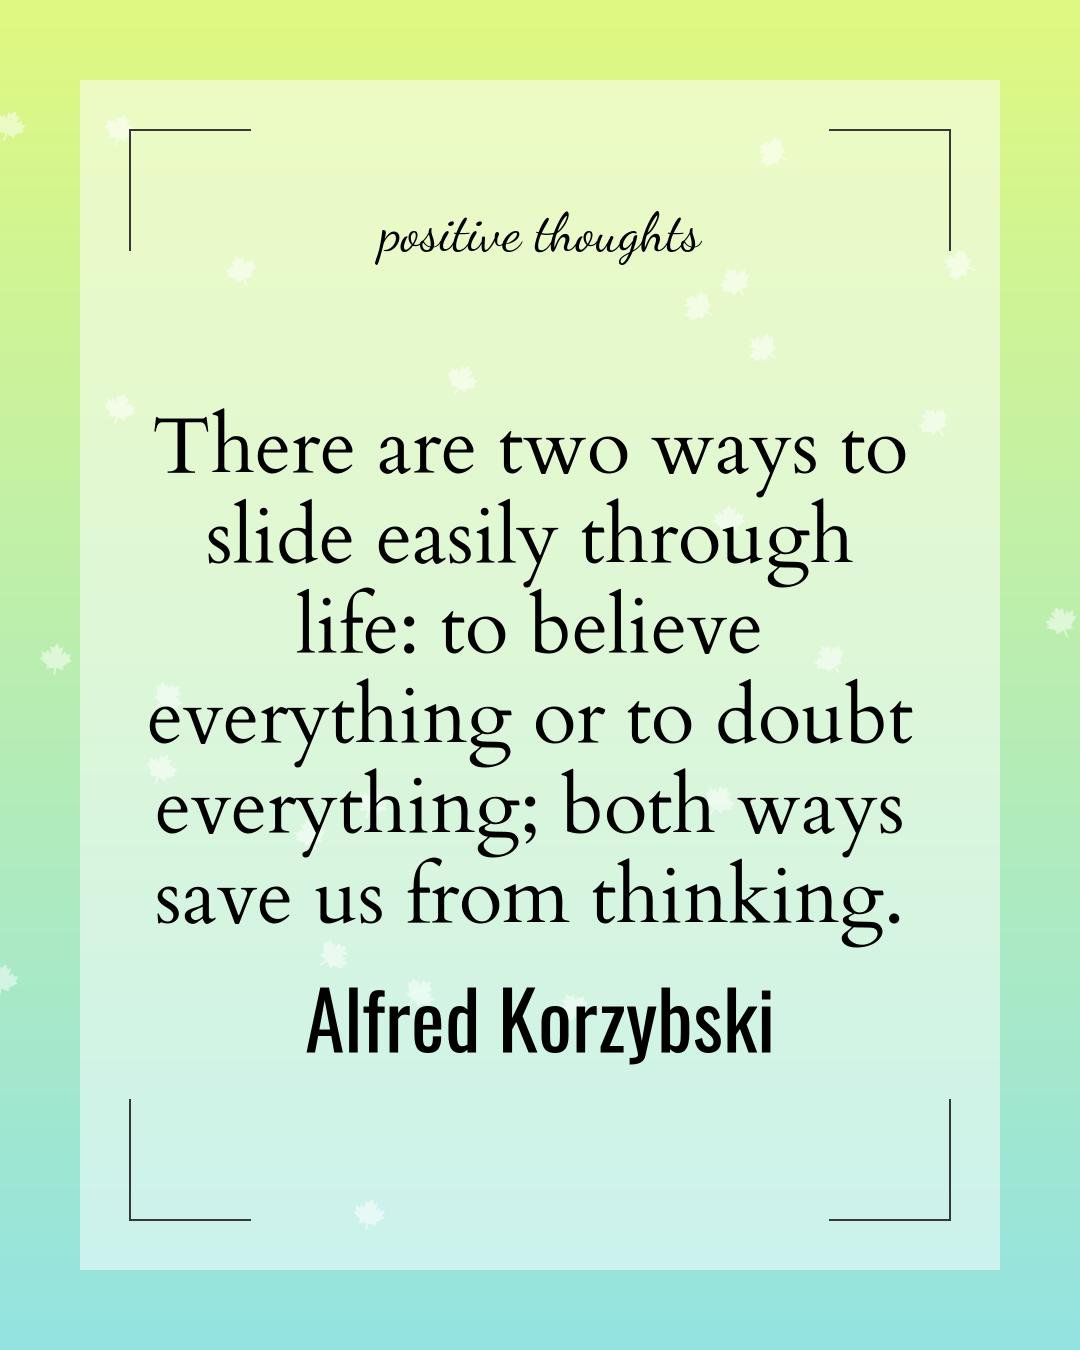 positive thoughts
There are two ways to
slide easily through
life: to believe
everything or to doubt
everything; both ways
save us from thinking.
Alfred Korzybski